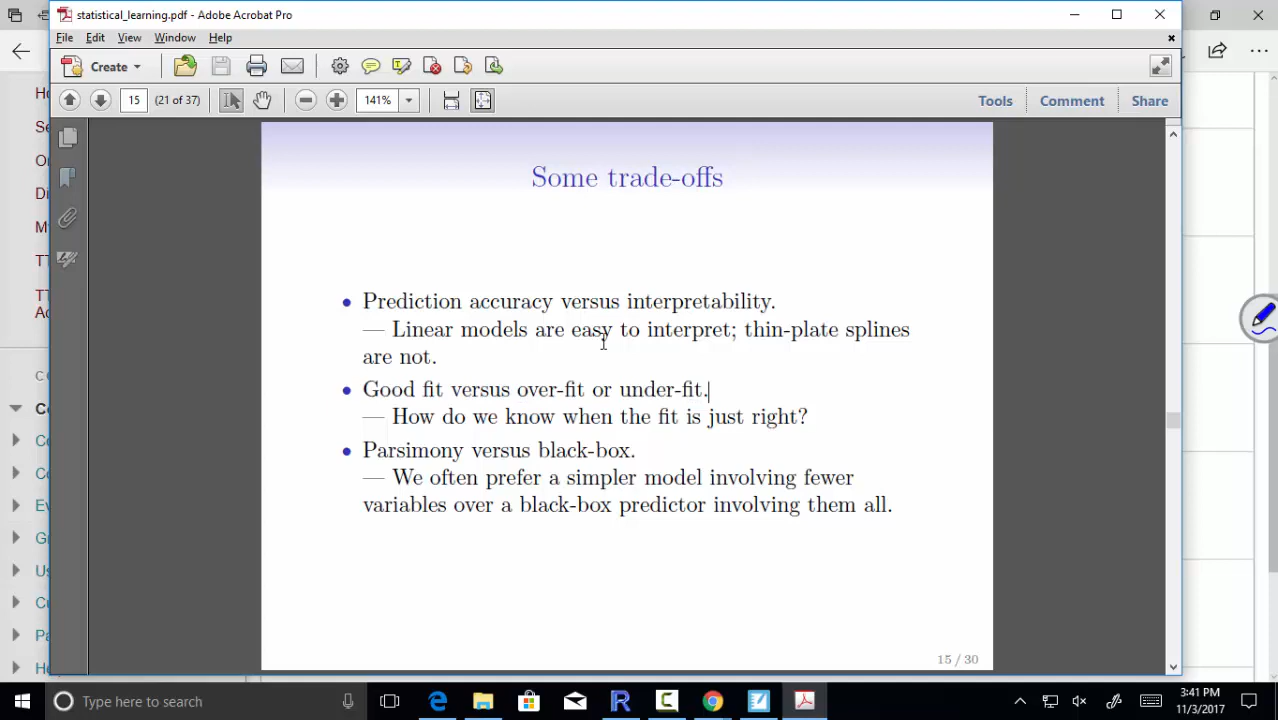 statistical_learning.pdf - Adobe Acrobat Pro
File Edit View Window Help
Create
15 (21 of 37) 141% Tools Comment Share
Some trade-offs
• Prediction accuracy versus interpretability.
— Linear models are easy to interpret; thin-plate splines
are not.
• Good fit versus over-fit or under-fit.
— How do we know when the fit is just right?
• Parsimony versus black-box.
— We often prefer a simpler model involving fewer
variables over a black-box predictor involving them all.
15 / 30
Type here to search
3:41 PM
11/3/2017